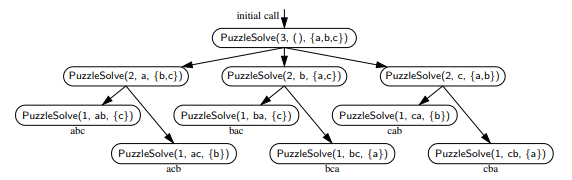 initial call
PuzzleSolve(3, ( ), {a,b,c})
PuzzleSolve(2, a, {b,c}) PuzzleSolve(2, b, {a,c}) PuzzleSolve(2, c, {a,b})
PuzzleSolve(1, ab, {c}) PuzzleSolve(1, ba, {c}) PuzzleSolve(1, ca, {b})
abc bac cab
PuzzleSolve(1, ac, {b}) PuzzleSolve(1, bc, {a}) PuzzleSolve(1, cb, {a})
acb bca cba